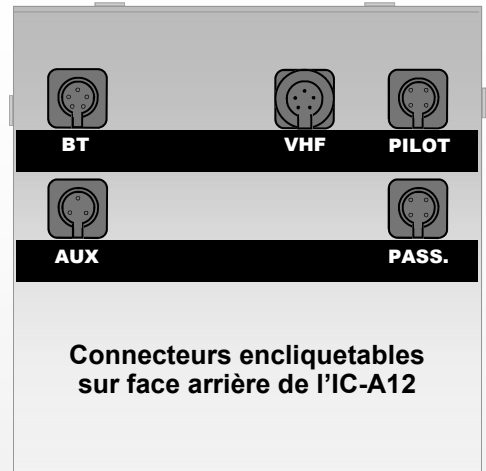 BT VHF PILOT
AUX PASS.
Connecteurs encliquetables
sur face arrière de l’IC-A12